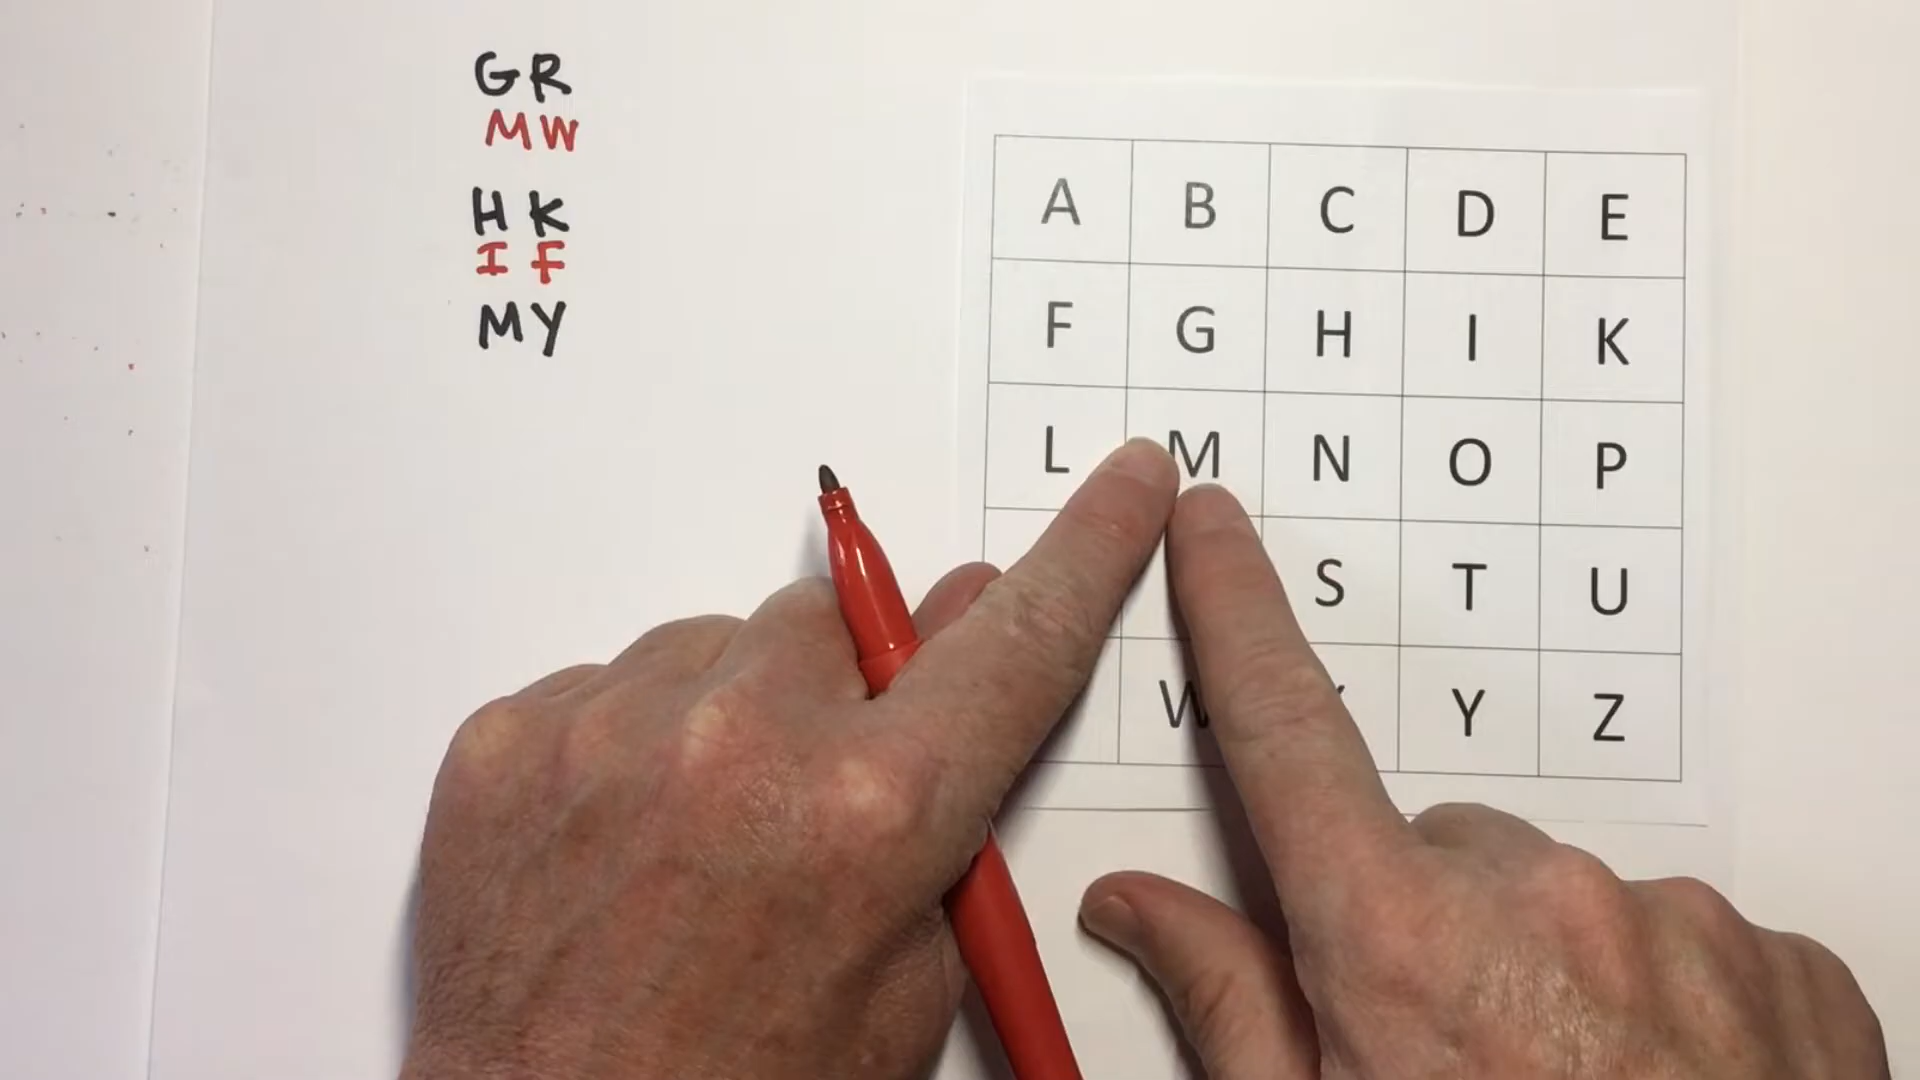 GR
MW
HK
IF
MY
A B C D E
F G H I K
L M N O P
S T U
W Y Z